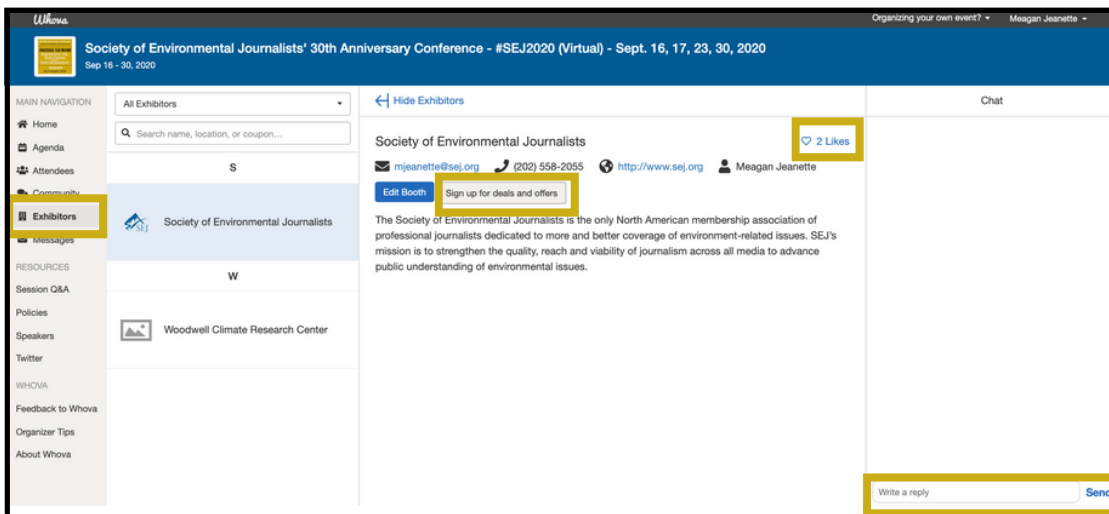 Whova
Organizing your own event?
Meagan Jeanette
Society of Environmental Journalists' 30th Anniversary Conference - #SEJ2020 (Virtual) - Sept. 16, 17, 23, 30, 2020
Sep 16 - 30, 2020
MAIN NAVIGATION
Home
Agenda
Attendees
Community
Exhibitors
Messages
RESOURCES
Session Q&A
Policies
Speakers
Twitter
WHOVA
Feedback to Whova
Organizer Tips
About Whova
All Exhibitors
Search name, location, or coupon...
S
SEJ
Society of Environmental Journalists
W
Woodwell Climate Research Center
Hide Exhibitors
Society of Environmental Journalists
2 Likes
mjeanette@sej.org (202) 558-2055 http://www.sej.org Meagan Jeanette
Edit Booth
Sign up for deals and offers
The Society of Environmental Journalists is the only North American membership association of
professional journalists dedicated to more and better coverage of environment-related issues. SEJ's
mission is to strengthen the quality, reach and viability of journalism across all media to advance
public understanding of environmental issues.
Chat
Write a reply
Send